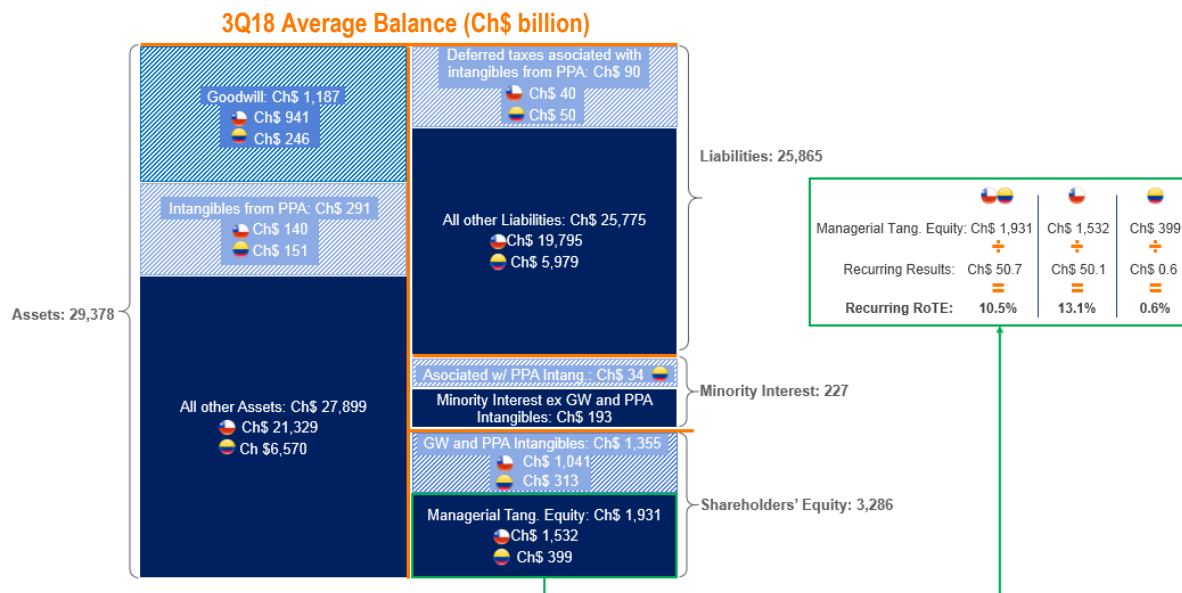 3Q18 Average Balance (Ch$ billion)
Assets: 29,378
Goodwill: Ch$ 1,187
Ch$ 941
Ch$ 246
Intangibles from PPA: Ch$ 291
Ch$ 140
Ch$ 151
All other Assets: Ch$ 27,899
Ch$ 21,329
Ch $6,570
Deferred taxes asociated with
intangibles from PPA: Ch$ 90
Ch$ 40
Ch$ 50
All other Liabilities: Ch$ 25,775
Ch$ 19,795
Ch$ 5,979
Liabilities: 25,865
Asociated w/ PPA Intang.: Ch$ 34
Minority Interest ex GW and PPA
Intangibles: Ch$ 193
Minority Interest: 227
GW and PPA Intangibles: Ch$ 1,355
Ch$ 1,041
Ch$ 313
Managerial Tang. Equity: Ch$ 1,931
Ch$ 1,532
Ch$ 399
Shareholders’ Equity: 3,286
Managerial Tang. Equity: Ch$ 1,931 Ch$ 1,532 Ch$ 399
÷ ÷ ÷
Recurring Results: Ch$ 50.7 Ch$ 50.1 Ch$ 0.6
= = =
Recurring RoTE: 10.5% 13.1% 0.6%